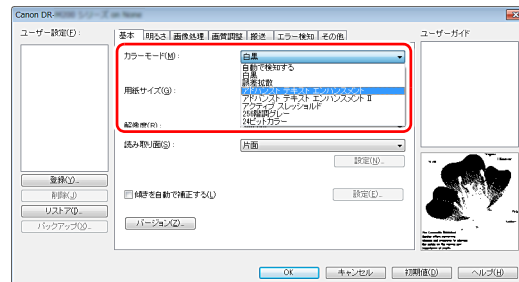 Canon DR-
on None
ユーザー設定(F):
基本 明るさ 画像処理 画質調整 搬送 エラー検知 その他
ユーザーガイド
カラーモード(M):
白黒
自動で検知する
白黒
誤差拡散
アドバンスト テキスト エンハンスメント
アドバンスト テキスト エンハンスメント II
アクティブ スレッショルド
256階調グレー
24ビットカラー
用紙サイズ(G):
解像度(R):
読み取り面(S):
片面
設定(N)...
登録(Y)...
削除(J)
リストア(T)...
バックアップ(X)...
傾きを自動で補正する(L)
設定(E)...
バージョン(Z)...
OK
キャンセル
初期値(D)
ヘルプ(H)